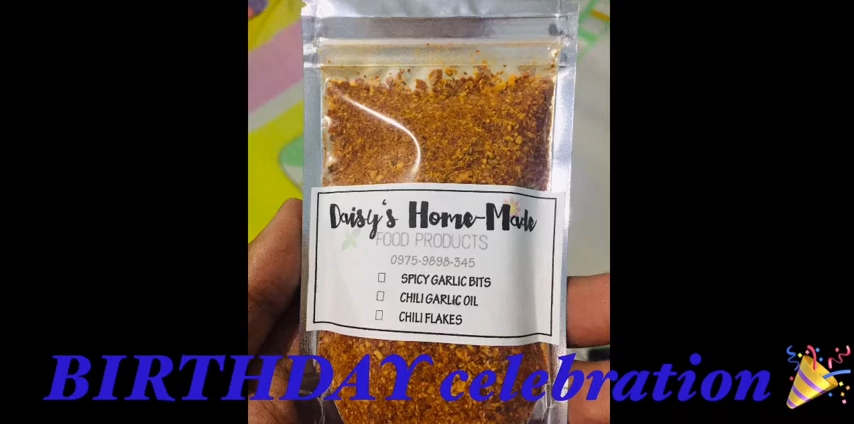 Daisy's Home-Made
FOOD PRODUCTS
0975-9898-345
☐ SPICY GARLIC BITS
☐ CHILI GARLIC OIL
☐ CHILI FLAKES
BIRTHDAY celebration 🎉